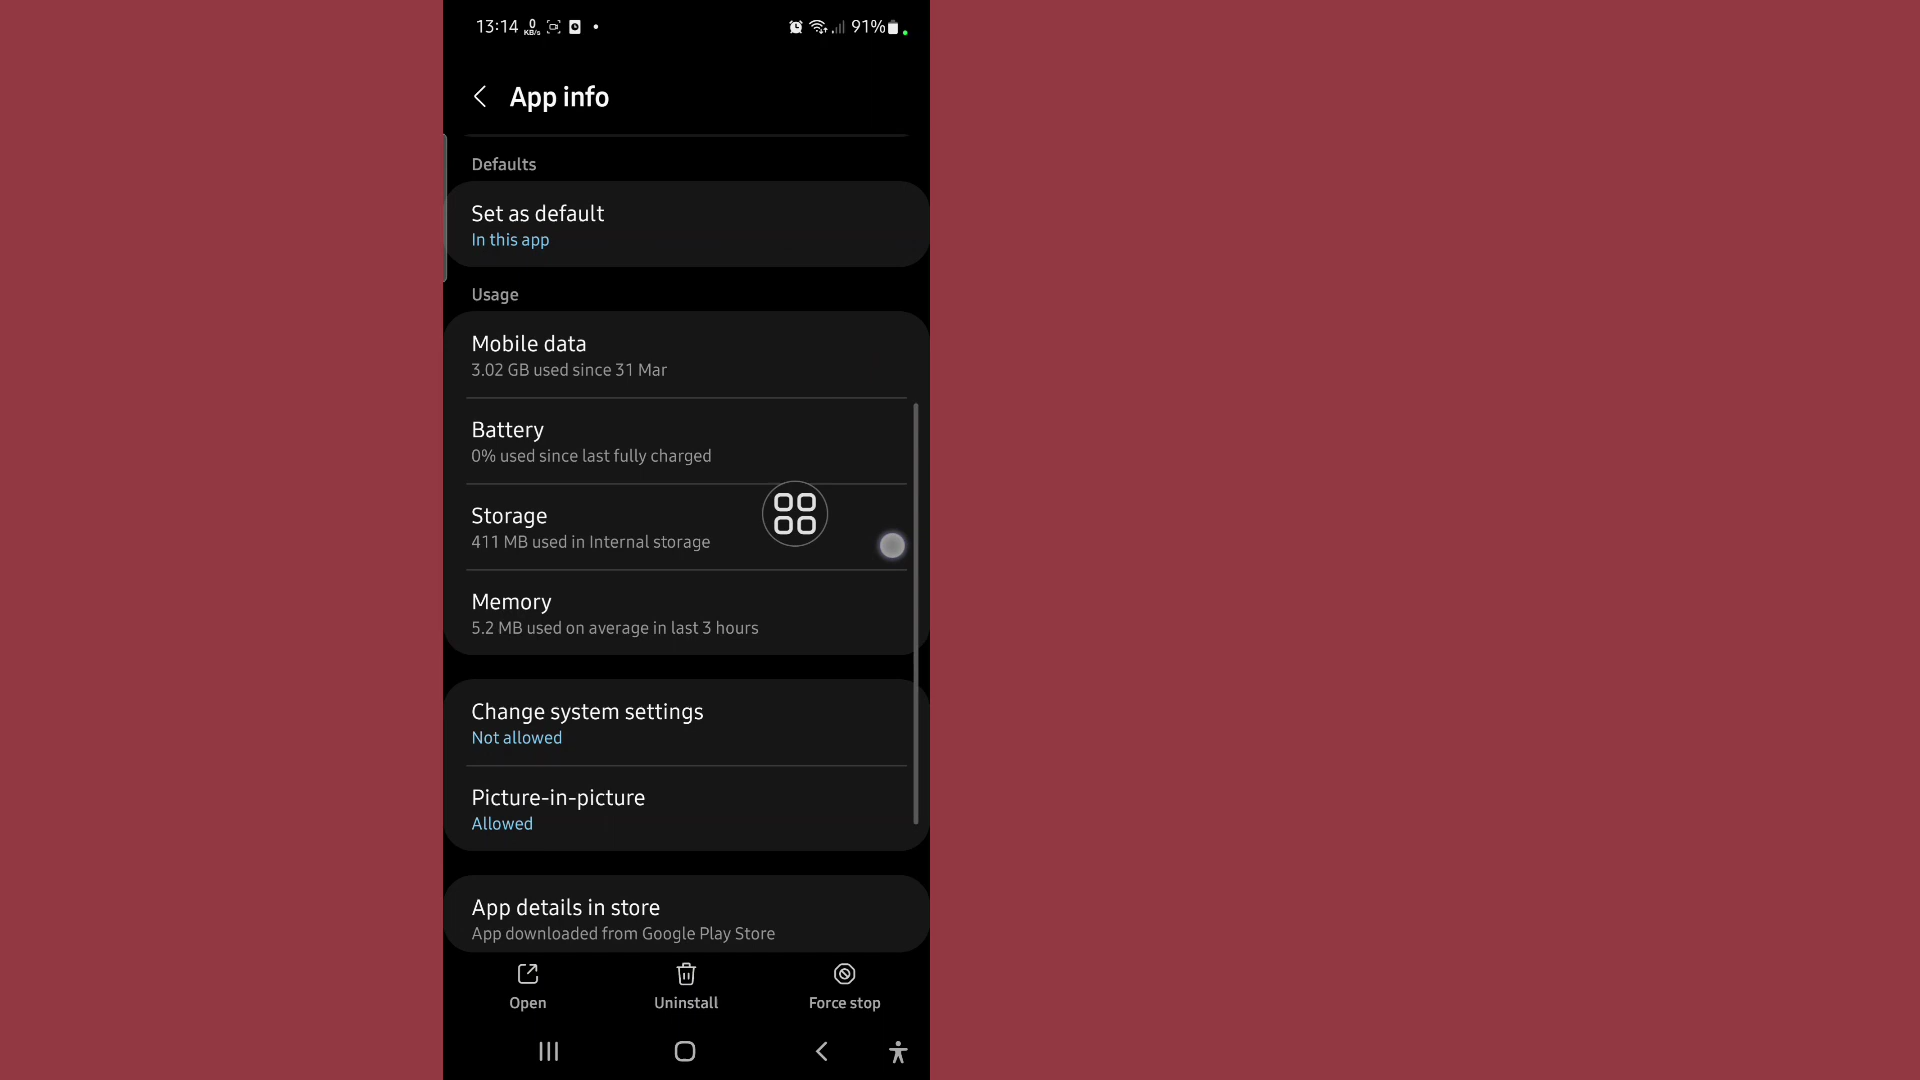 13:14 0 KB/s 91%
App info
Defaults
Set as default
In this app
Usage
Mobile data
3.02 GB used since 31 Mar
Battery
0% used since last fully charged
Storage
411 MB used in Internal storage
Memory
5.2 MB used on average in last 3 hours
Change system settings
Not allowed
Picture-in-picture
Allowed
App details in store
App downloaded from Google Play Store
Open Uninstall Force stop